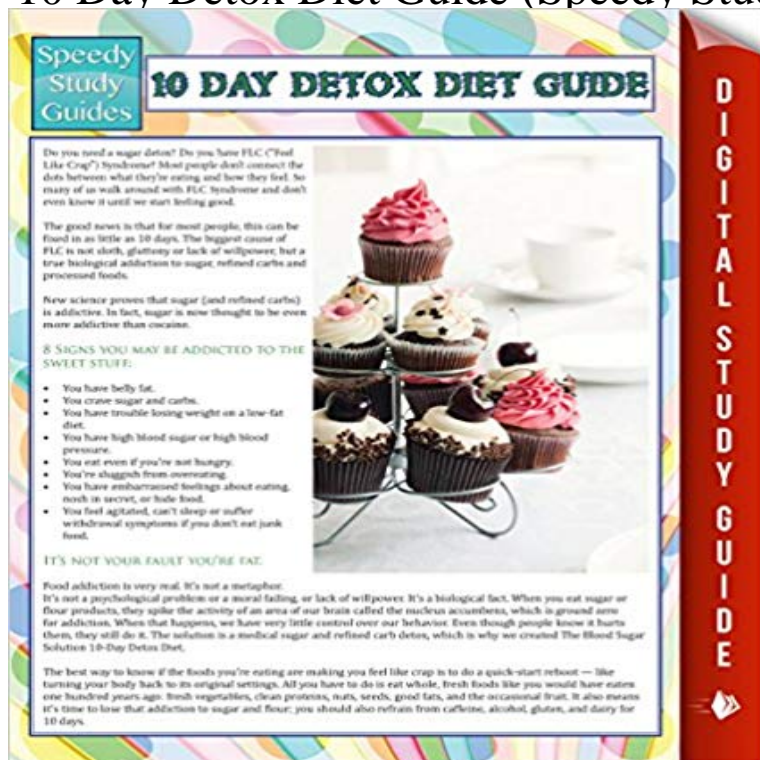 10 Day Detox Diet Guide (Speedy Stud
Speedy
Study
Guides
10 DAY DETOX DIET GUIDE
Do you need a sugar detox? Do you have FLC ("Feel
Like Crap") Syndrome? Most people don't connect the
dots between what they're eating and how they feel. So
many of us walk around with FLC Syndrome and don't
even know it until we start feeling good.
The good news is that for most people, this can be
fixed in as little as 10 days. The biggest cause of
FLC is not sloth, gluttony or lack of willpower, but a
true biological addiction to sugar, refined carbs and
processed foods.
New science proves that sugar (and refined carbs)
is addictive. In fact, sugar is now thought to be even
more addictive than cocaine.
8 SIGNS YOU MAY BE ADDICTED TO THE
SWEET STUFF:
• You have belly fat.
• You crave sugar and carbs.
• You have trouble losing weight on a low-fat
diet.
• You have high blood sugar or high blood
pressure.
• You eat even if you're not hungry.
• You're sluggish from overeating.
• You have embarrassed feelings about eating,
nosh in secret, or hide food.
• You feel agitated, can't sleep or suffer
withdrawal symptoms if you don't eat junk
food.
IT'S NOT YOUR FAULT YOU'RE FAT.
Food addiction is very real. It's not a metaphor.
It's not a psychological problem or a moral failing, or lack of willpower. It's a biological fact. When you eat sugar or
flour products, they spike the activity of an area of our brain called the nucleus accumbens, which is ground zero
for addiction. When that happens, we have very little control over our behavior. Even though people know it hurts
them, they still do it. The solution is a medical sugar and refined carb detox, which is why we created The Blood Sugar
Solution 10-Day Detox Diet.
The best way to know if the foods you're eating are making you feel like crap is to do a quick-start reboot — like
turning your body back to its original settings. All you have to do is eat whole, fresh foods like you would have eaten
one hundred years ago: fresh vegetables, clean proteins, nuts, seeds, good fats, and the occasional fruit. It also means
it's time to lose that addiction to sugar and flour; you should also refrain from caffeine, alcohol, gluten, and dairy for
10 days.
DIGITAL STUDY GUIDE